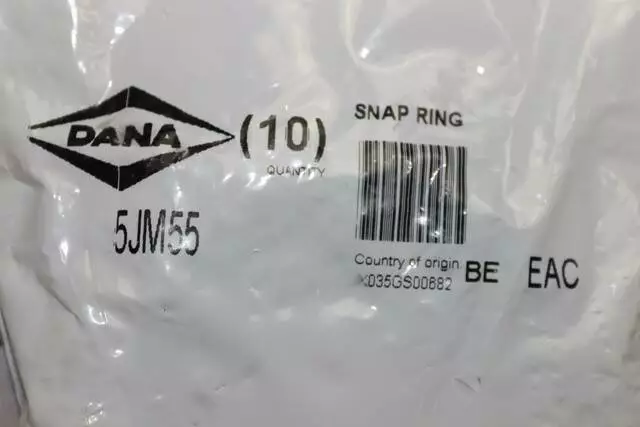 DANA
(10)
QUANTITY
5JM55
SNAP RING
Country of origin: BE EAC
X035GS00682